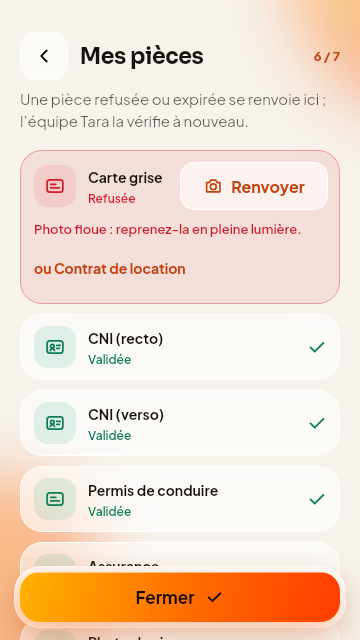 Mes pièces
6 / 7
Une pièce refusée ou expirée se renvoie ici ;
l'équipe Tara la vérifie à nouveau.
Carte grise
Refusée
Renvoyer
Photo floue : reprenez-la en pleine lumière.
ou Contrat de location
CNI (recto)
Validée
CNI (verso)
Validée
Permis de conduire
Validée
Assurance
Fermer